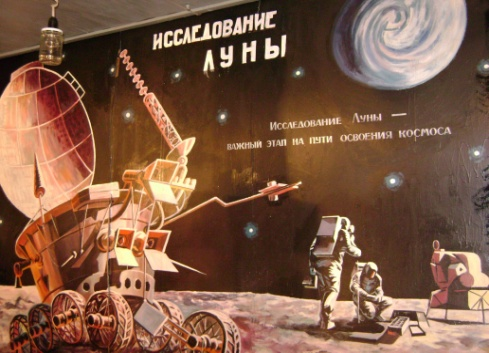 ИССЛЕДОВАНИЕ
ЛУНЫ
Исследование Луны —
важный этап на пути освоения космоса